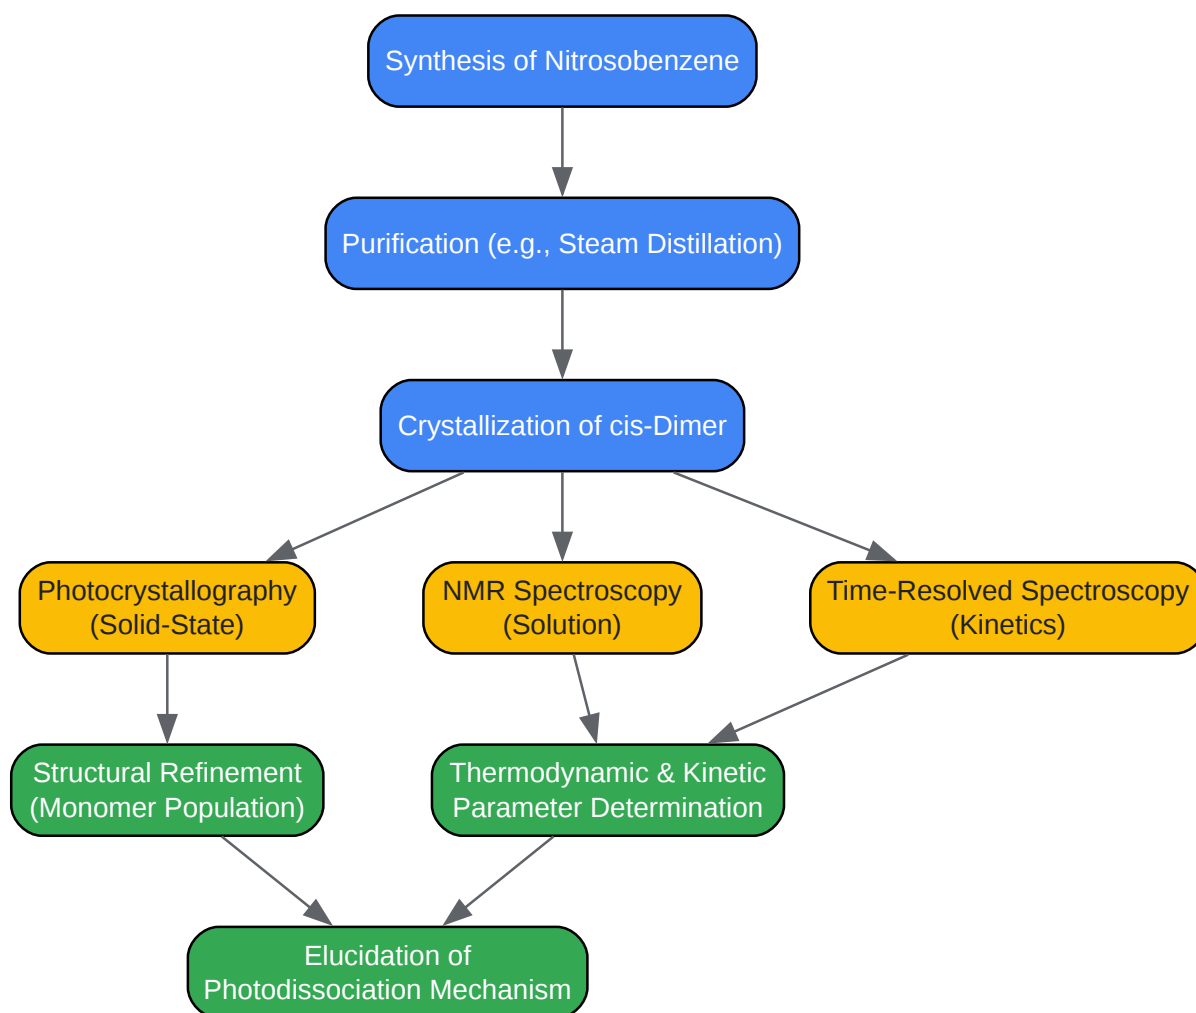 Synthesis of Nitrosobenzene
Purification (e.g., Steam Distillation)
Crystallization of cis-Dimer
Photocrystallography
(Solid-State)
NMR Spectroscopy
(Solution)
Time-Resolved Spectroscopy
(Kinetics)
Structural Refinement
(Monomer Population)
Thermodynamic & Kinetic
Parameter Determination
Elucidation of
Photodissociation Mechanism